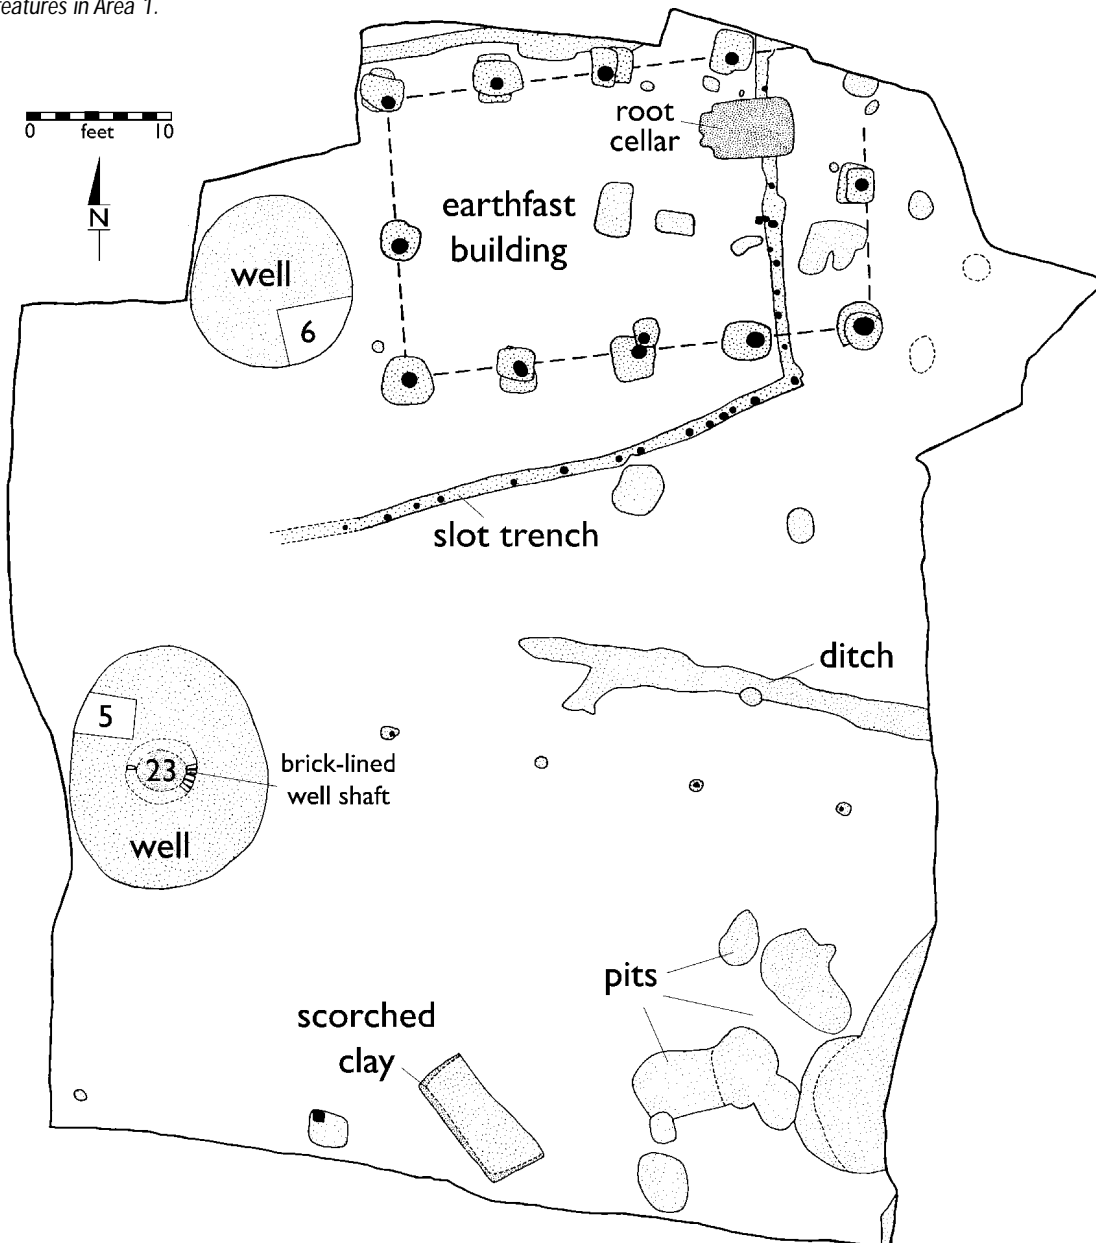 features in Area 1.
0 feet 10
N
root
cellar
earthfast
building
well
6
slot trench
ditch
5
23
brick-lined
well shaft
well
pits
scorched
clay